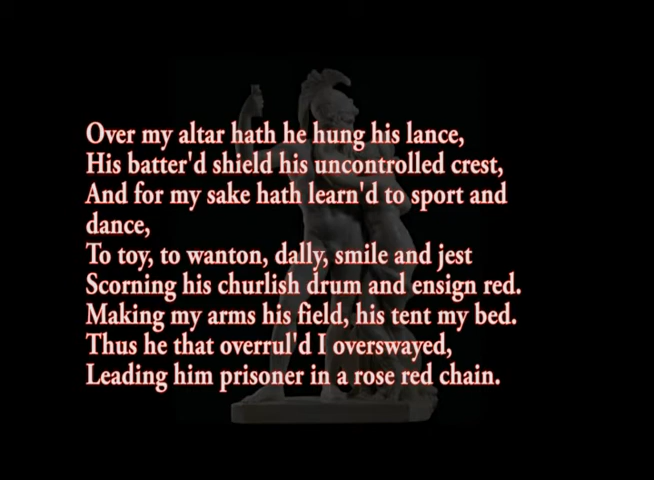 Over my altar hath he hung his lance,
His batter'd shield his uncontrolled crest,
And for my sake hath learn'd to sport and
dance,
To toy, to wanton, dally, smile and jest
Scorning his churlish drum and ensign red.
Making my arms his field, his tent my bed.
Thus he that overrul'd I overswayed,
Leading him prisoner in a rose red chain.